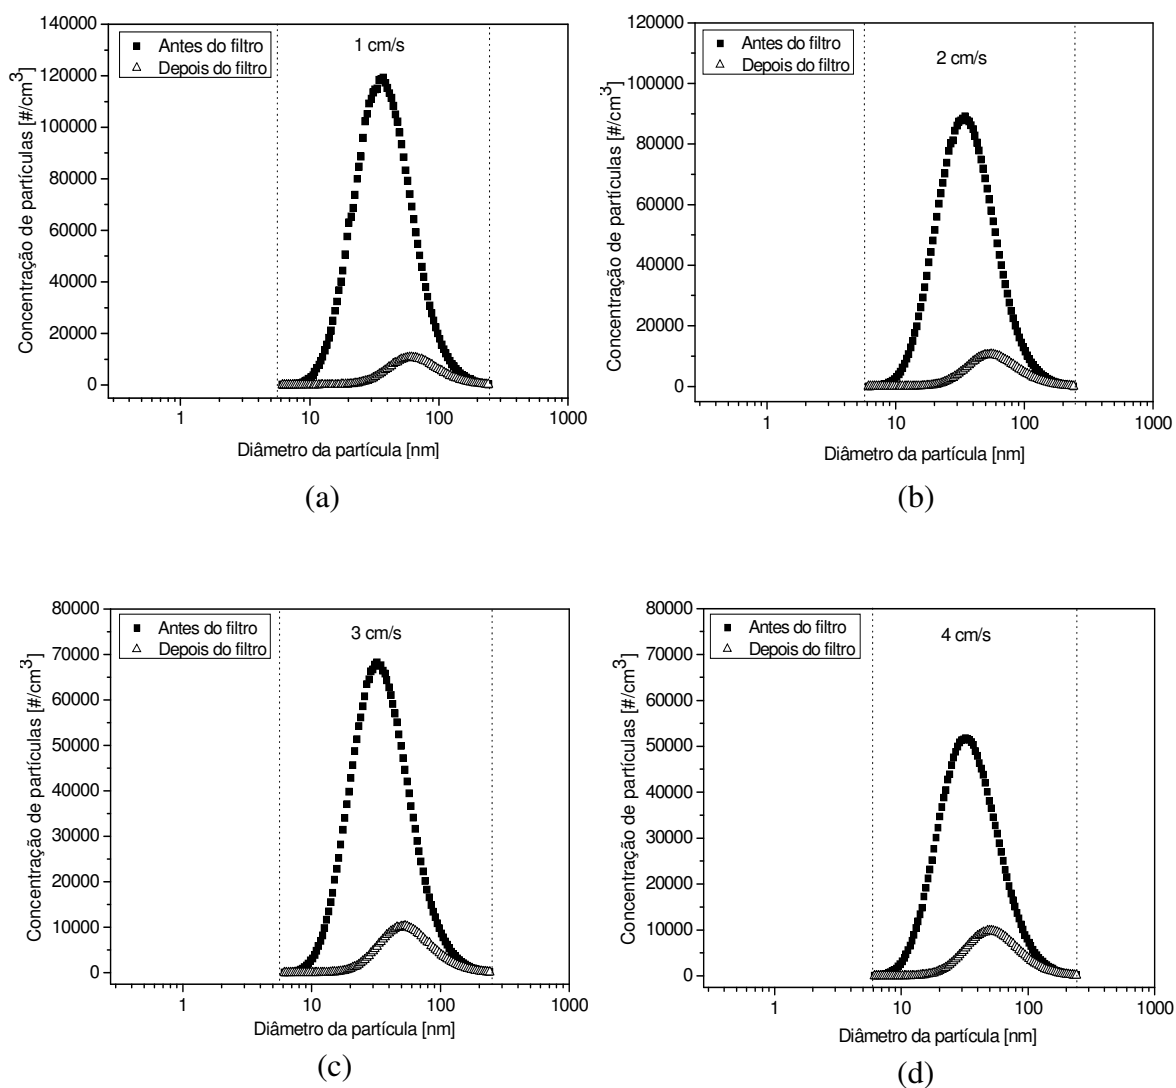 Concentração de partículas [#/cm³]
140000
120000
100000
80000
60000
40000
20000
0
Antes do filtro
Depois do filtro
1 cm/s
1
10
100
1000
Diâmetro da partícula [nm]
(a)
Concentração de partículas [#/cm³]
120000
100000
80000
60000
40000
20000
0
Antes do filtro
Depois do filtro
2 cm/s
1
10
100
1000
Diâmetro da partícula [nm]
(b)
Concentração de partículas [#/cm³]
80000
70000
60000
50000
40000
30000
20000
10000
0
Antes do filtro
Depois do filtro
3 cm/s
1
10
100
1000
Diâmetro da partícula [nm]
(c)
Concentração de partículas [#/cm³]
80000
70000
60000
50000
40000
30000
20000
10000
0
Antes do filtro
Depois do filtro
4 cm/s
1
10
100
1000
Diâmetro da partícula [nm]
(d)